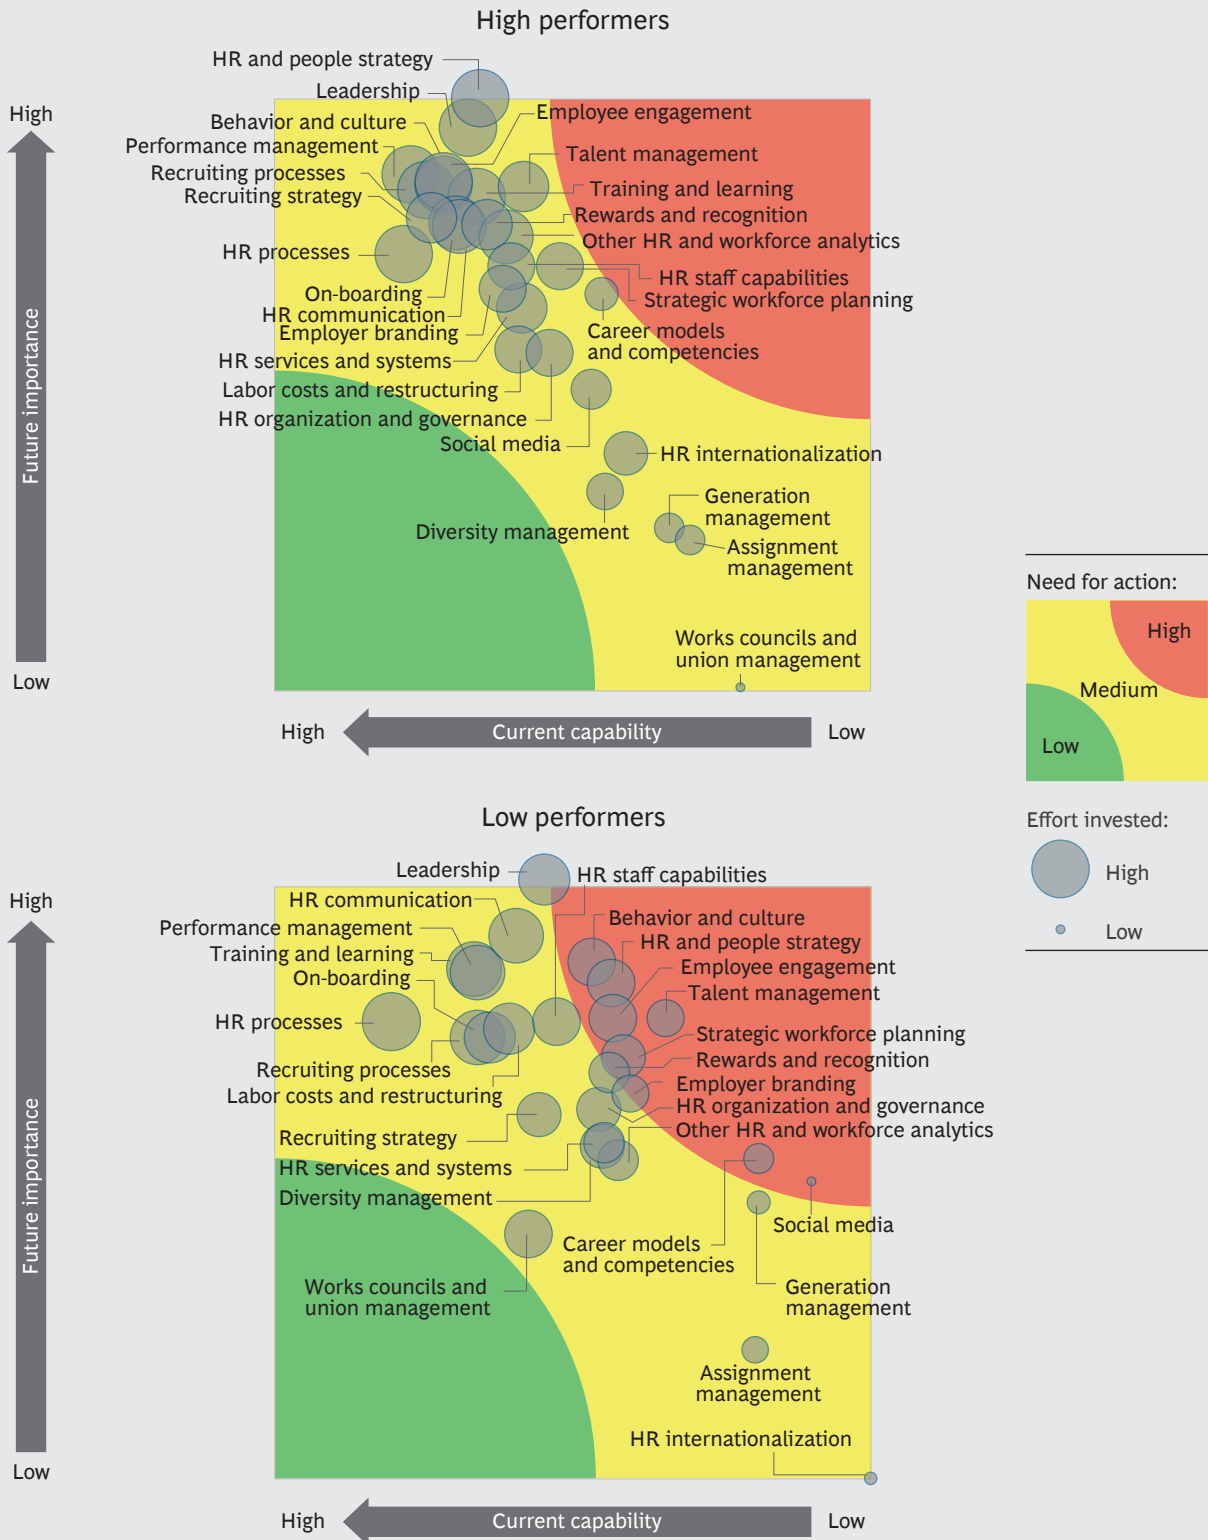 High performers
HR and people strategy
Leadership
High
Employee engagement
Behavior and culture
Performance management
Talent management
Recruiting processes
Training and learning
Recruiting strategy
Rewards and recognition
Other HR and workforce analytics
HR processes
HR staff capabilities
On-boarding
Strategic workforce planning
HR communication
Employer branding
Career models
and competencies
HR services and systems
Labor costs and restructuring
HR organization and governance
Social media
HR internationalization
Future importance
Generation
management
Diversity management
Assignment
management
Works councils and
union management
Low
High
Current capability
Low
Need for action:
High
Medium
Low
Effort invested:
High
Low
Low performers
Leadership
HR staff capabilities
High
HR communication
Behavior and culture
Performance management
HR and people strategy
Training and learning
Employee engagement
On-boarding
Talent management
HR processes
Strategic workforce planning
Rewards and recognition
Recruiting processes
Employer branding
Labor costs and restructuring
HR organization and governance
Other HR and workforce analytics
Recruiting strategy
HR services and systems
Diversity management
Future importance
Social media
Career models
and competencies
Works councils and
union management
Generation
management
Assignment
management
HR internationalization
Low
High
Current capability
Low